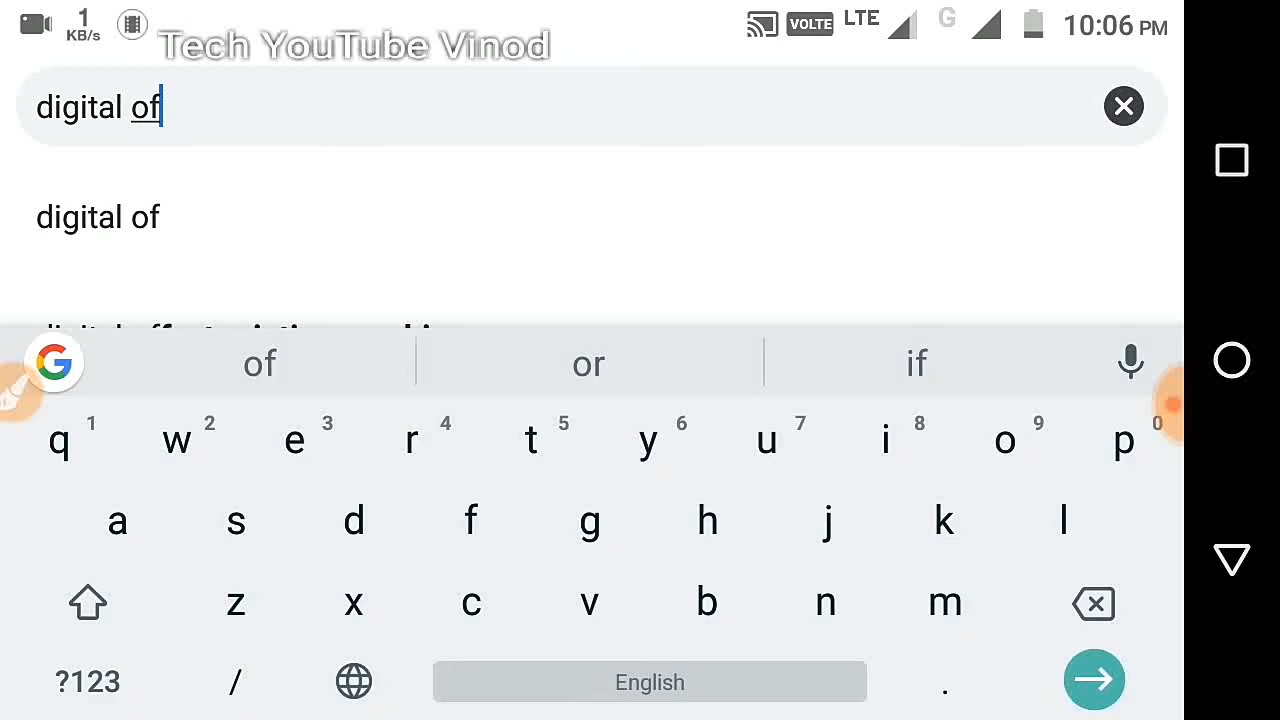 1
KB/s
VOLTE LTE G 10:06 PM
Tech YouTube Vinod
digital of
digital of
of or if
q 1 w 2 e 3 r 4 t 5 y 6 u 7 i 8 o 9 p 0
a s d f g h j k l
z x c v b n m
?123 / English .